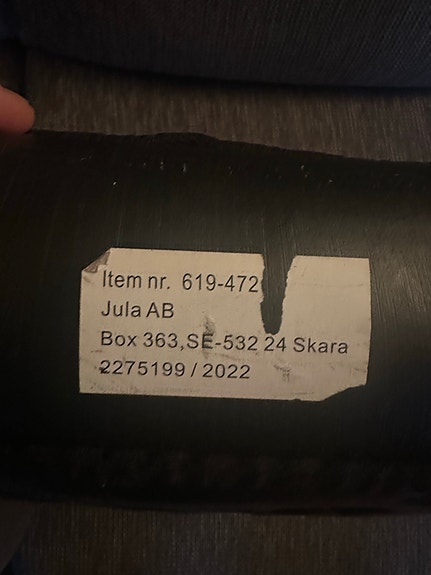 Item nr. 619-472
Jula AB
Box 363,SE-532 24 Skara
2275199 / 2022